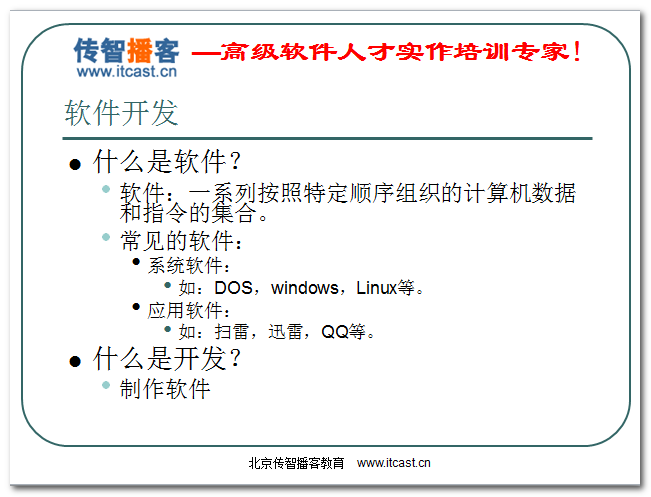 传智播客 —高级软件人才实作培训专家!
www.itcast.cn
软件开发
什么是软件？
软件：一系列按照特定顺序组织的计算机数据
和指令的集合。
常见的软件：
系统软件：
如：DOS，windows，Linux等。
应用软件：
如：扫雷，迅雷，QQ等。
什么是开发？
制作软件
北京传智播客教育 www.itcast.cn